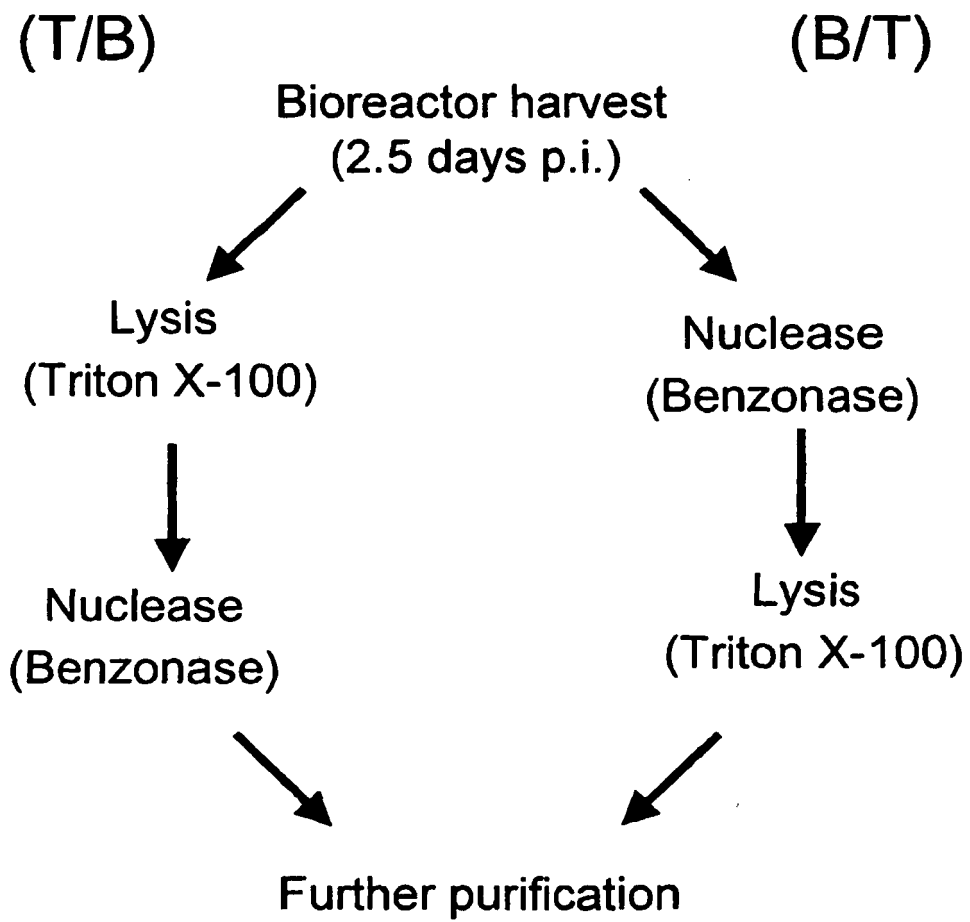 (T/B)
(B/T)
Bioreactor harvest
(2.5 days p.i.)
Lysis
(Triton X-100)
Nuclease
(Benzonase)
Nuclease
(Benzonase)
Lysis
(Triton X-100)
Further purification